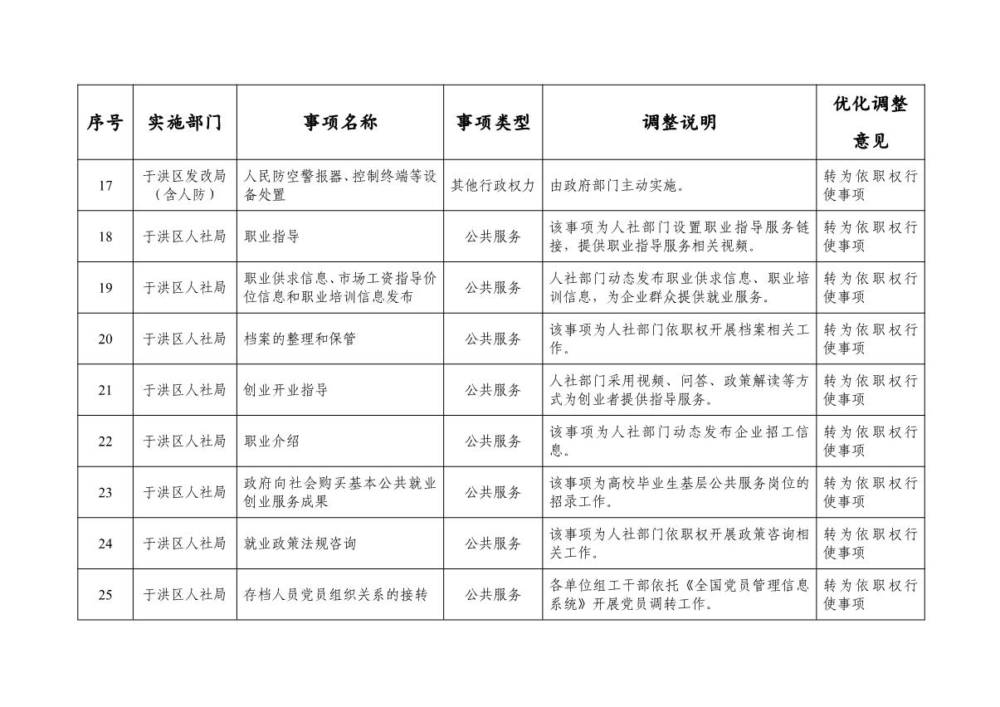 序号 实施部门 事项名称 事项类型 调整说明 优化调整
意见
17 于洪区发改局 人民防空警报器、控制终端等设 其他行政权力 由政府部门主动实施。 转为依职权行
（含人防） 备处置 使事项
18 于洪区人社局 职业指导 公共服务 该事项为人社部门设置职业指导服务链 转为依职权行
接，提供职业指导服务相关视频。 使事项
19 于洪区人社局 职业供求信息、市场工资指导价 公共服务 人社部门动态发布职业供求信息、职业培 转为依职权行
位信息和职业培训信息发布 训信息，为企业群众提供就业服务。 使事项
20 于洪区人社局 档案的整理和保管 公共服务 该事项为人社部门依职权开展档案相关工 转为依职权行
作。 使事项
21 于洪区人社局 创业开业指导 公共服务 人社部门采用视频、问答、政策解读等方 转为依职权行
式为创业者提供指导服务。 使事项
22 于洪区人社局 职业介绍 公共服务 该事项为人社部门动态发布企业招工信 转为依职权行
息。 使事项
23 于洪区人社局 政府向社会购买基本公共就业 公共服务 该事项为高校毕业生基层公共服务岗位的 转为依职权行
创业服务成果 招录工作。 使事项
24 于洪区人社局 就业政策法规咨询 公共服务 该事项为人社部门依职权开展政策咨询相 转为依职权行
关工作。 使事项
25 于洪区人社局 存档人员党员组织关系的接转 公共服务 各单位组工干部依托《全国党员管理信息 转为依职权行
系统》开展党员调转工作。 使事项